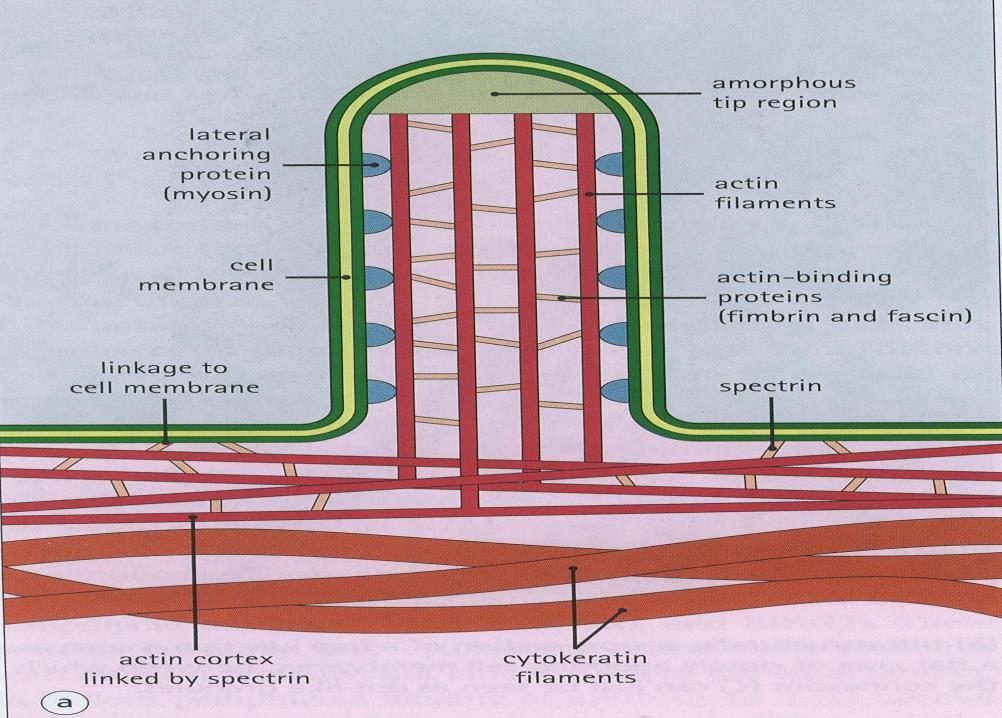 amorphous
tip region
lateral
anchoring
protein
(myosin)
actin
filaments
cell
membrane
actin–binding
proteins
(fimbrin and fascin)
linkage to
cell membrane
spectrin
actin cortex
linked by spectrin
cytokeratin
filaments
a